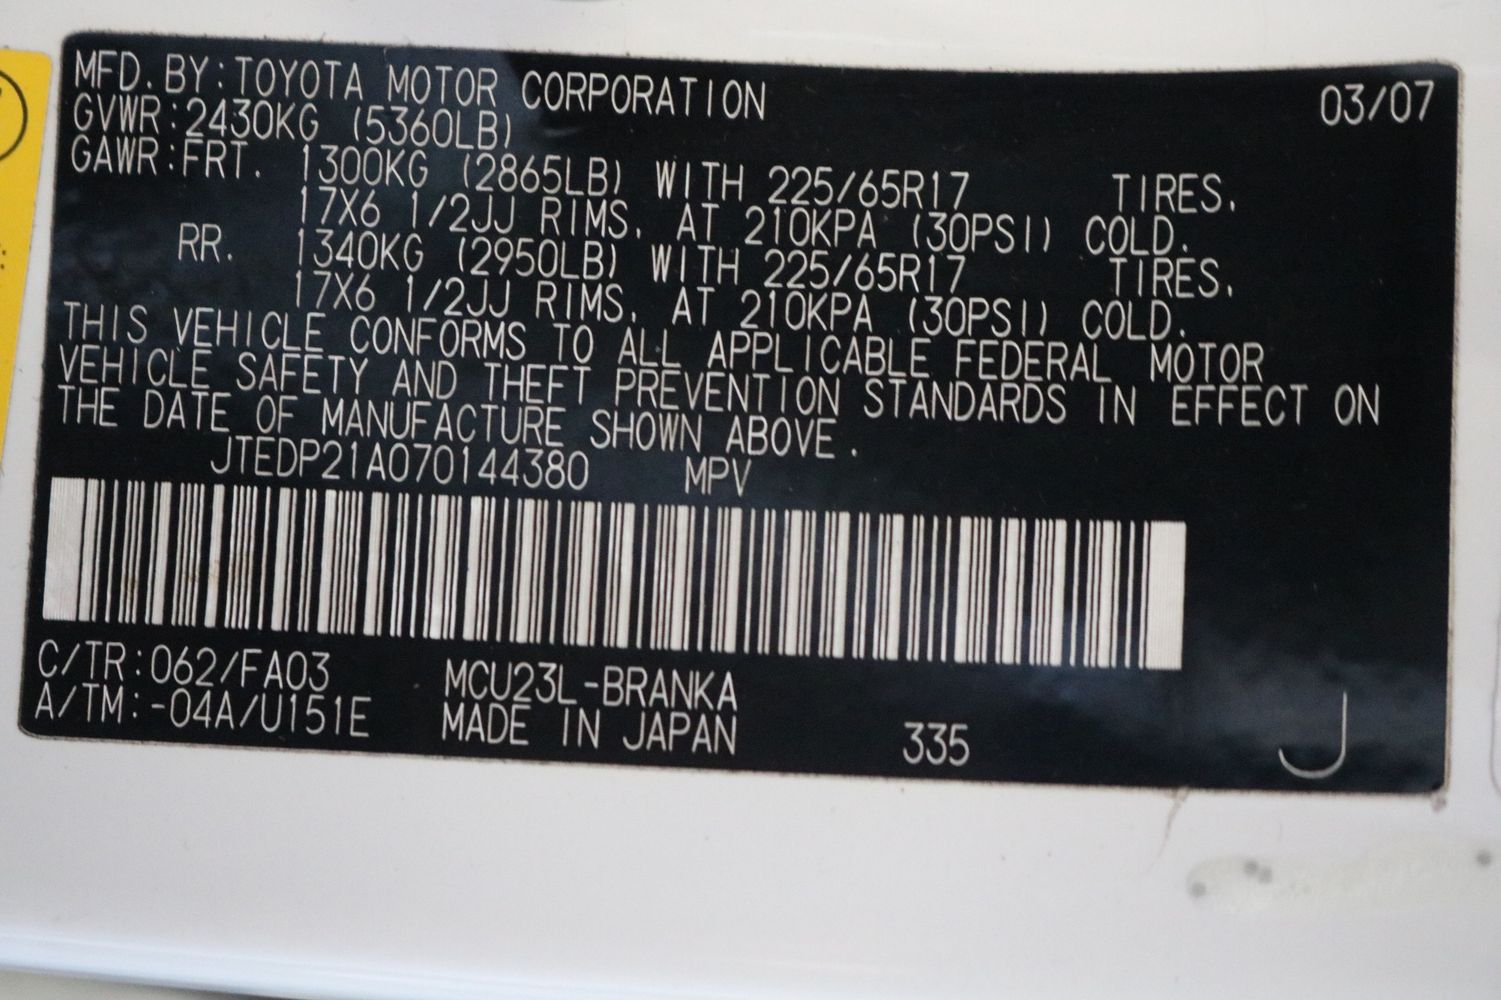 MFD. BY: TOYOTA MOTOR CORPORATION 03/07
GVWR: 2430KG (5360LB)
GAWR: FRT. 1300KG (2865LB) WITH 225/65R17 TIRES,
17X6 1/2JJ RIMS, AT 210KPA (30PSI) COLD.
RR. 1340KG (2950LB) WITH 225/65R17 TIRES,
17X6 1/2JJ RIMS, AT 210KPA (30PSI) COLD.
THIS VEHICLE CONFORMS TO ALL APPLICABLE FEDERAL MOTOR
VEHICLE SAFETY AND THEFT PREVENTION STANDARDS IN EFFECT ON
THE DATE OF MANUFACTURE SHOWN ABOVE.
JTEDP21A070144380 MPV
C/TR: 062/FA03 MCU23L-BRANKA
A/TM: -04A/U151E MADE IN JAPAN 335 J